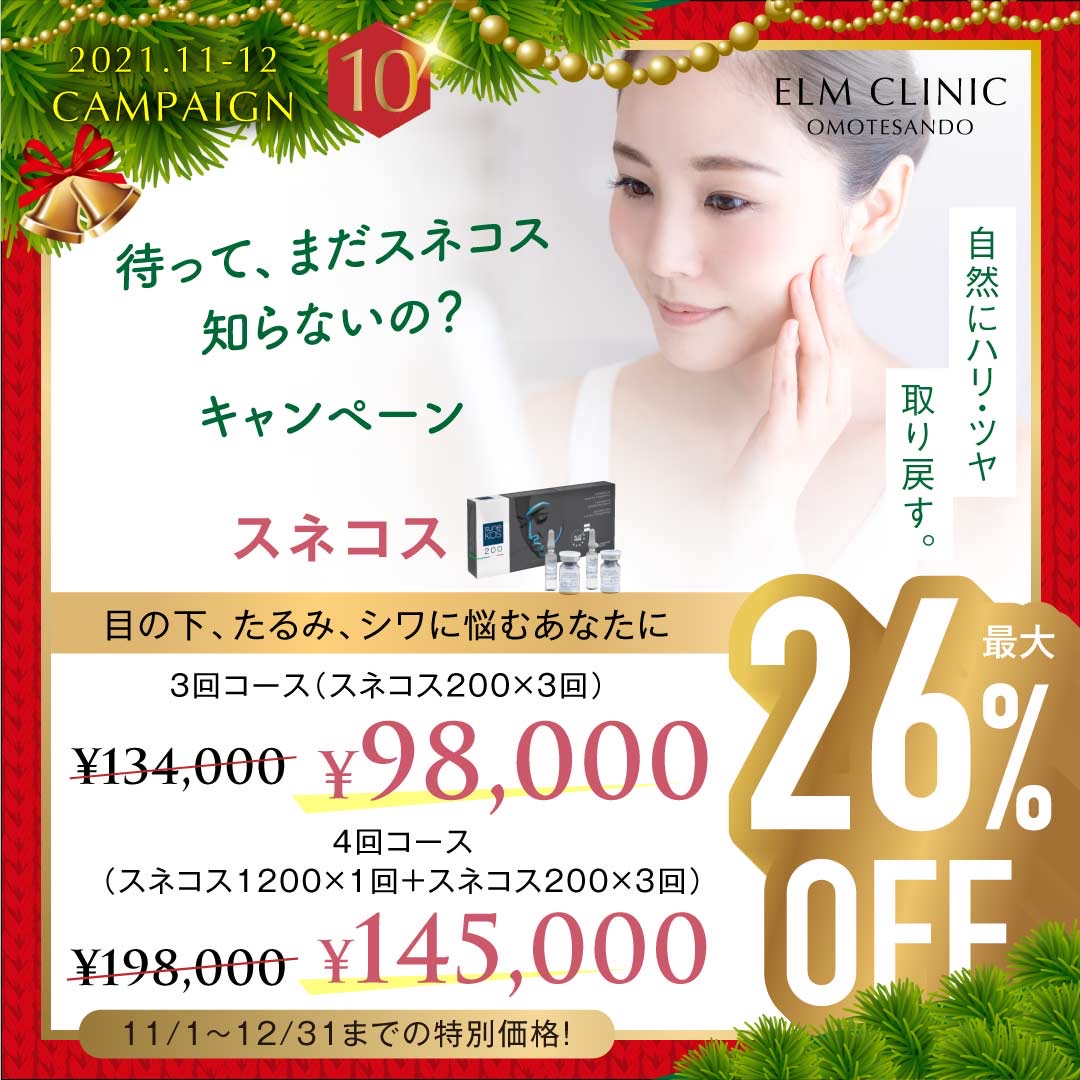 2021.11-12
CAMPAIGN
10
ELM CLINIC
OMOTESANDO
待って、まだスネコス
知らないの？
キャンペーン
自然にハリ・ツヤ
取り戻す。
スネコス
sune
KOS
200
目の下、たるみ、シワに悩むあなたに
3回コース（スネコス200×3回）
¥134,000
¥98,000
4回コース
（スネコス1200×1回＋スネコス200×3回）
¥198,000
¥145,000
最大
26%
OFF
11/1〜12/31までの特別価格!